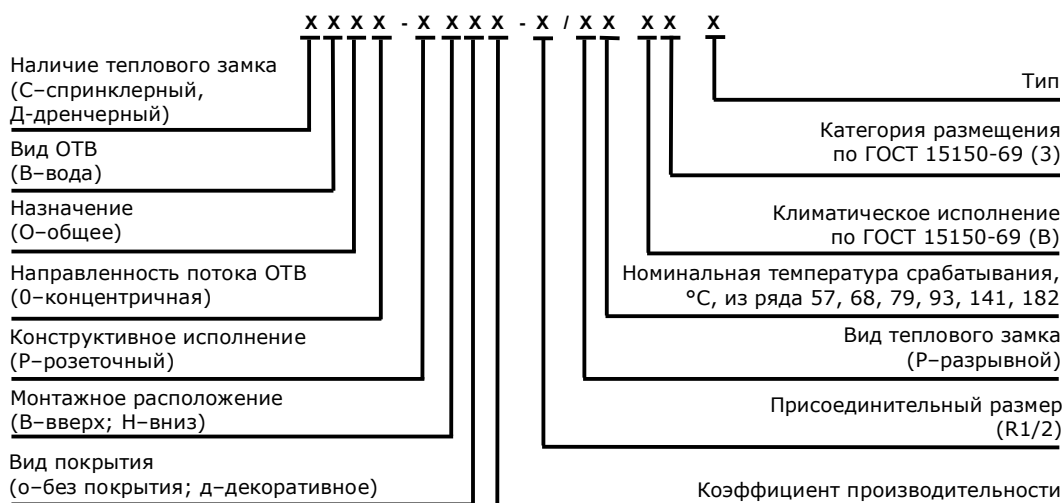 X X X X - X X X X - X / X X X X X
Наличие теплового замка
(С–спринклерный,
Д-дренчерный)
Вид ОТВ
(В–вода)
Назначение
(О–общее)
Направленность потока ОТВ
(0–концентричная)
Конструктивное исполнение
(Р–розеточный)
Монтажное расположение
(В–вверх; Н–вниз)
Вид покрытия
(о–без покрытия; д–декоративное)
Тип
Категория размещения
по ГОСТ 15150-69 (3)
Климатическое исполнение
по ГОСТ 15150-69 (В)
Номинальная температура срабатывания,
°С, из ряда 57, 68, 79, 93, 141, 182
Вид теплового замка
(Р–разрывной)
Присоединительный размер
(R1/2)
Коэффициент производительности